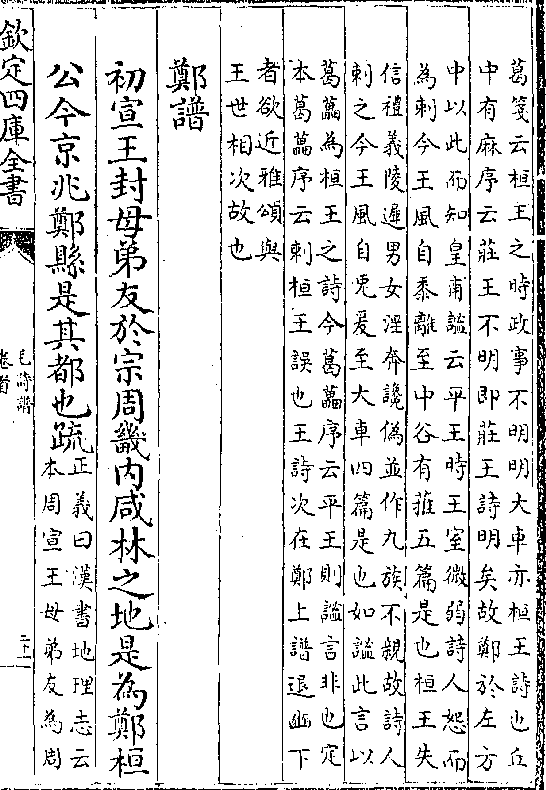 葛箋云桓王之時政事不明明大車亦桓王詩也丘
中有麻序云莊王不明即莊王詩明矣故鄭於左方
中以此而知皇甫謐云平王時王室微弱詩人怨而
為刺今王風自黍離至中谷有蓷五篇是也桓王失
信禮義陵遲男女淫奔讒偽並作九族不親故詩人
刺之今王風自兎爰至大車四篇是也如謐此言以
葛藟為桓王之詩今葛藟序云平王則謐言非也定
本葛藟序云刺桓王誤也王詩次在鄭上譜退豳下
者欲近雅頌與
王世相次故也
鄭譜
初宣王封母弟友於宗周畿内咸林之地是為鄭桓
公今京兆鄭縣是其都也疏
正義曰漢書地理志云
本周宣王母弟友為周
欽定四庫全書
毛詩譜
卷首
二十一